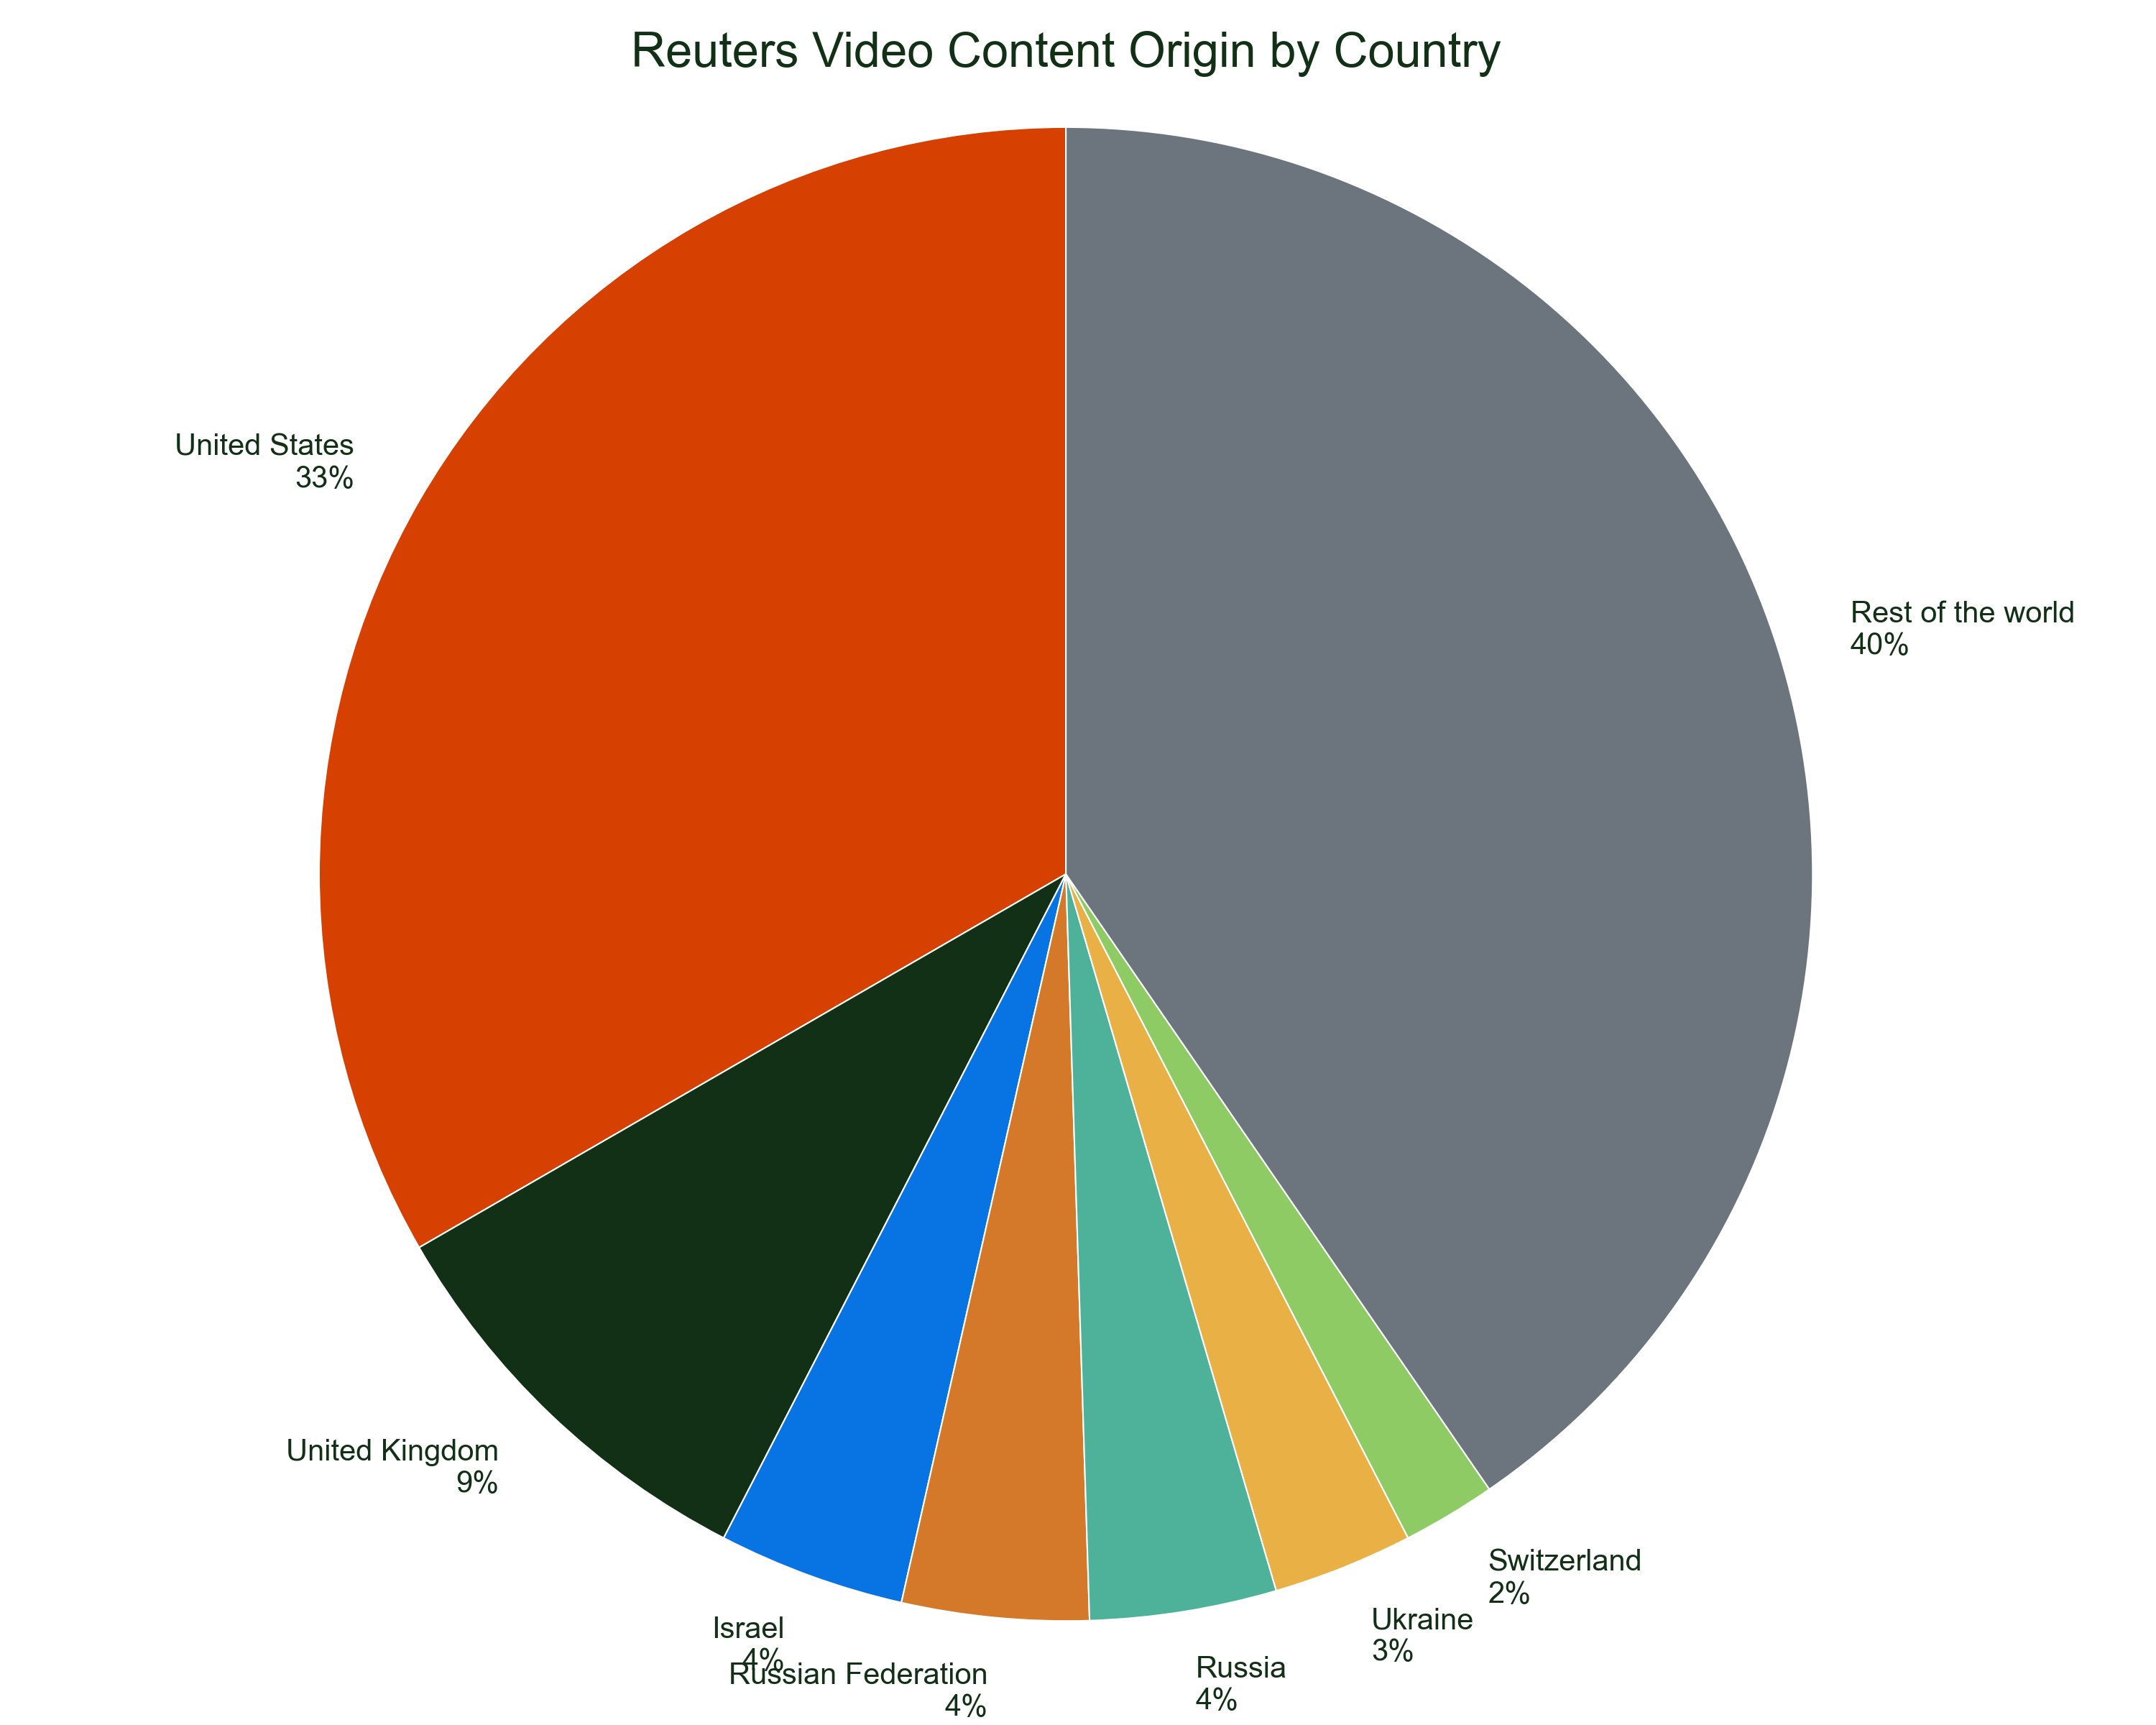 Reuters Video Content Origin by Country
United States
33%
Rest of the world
40%
United Kingdom
9%
Israel
4%
Russian Federation
4%
Russia
4%
Ukraine
3%
Switzerland
2%